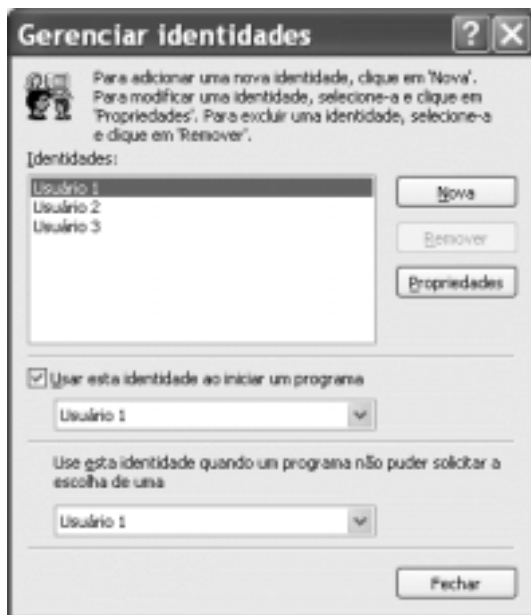 Gerenciar identidades
Para adicionar uma nova identidade, clique em 'Nova'.
Para modificar uma identidade, selecione-a e clique em
'Propriedades'. Para excluir uma identidade, selecione-a
e clique em 'Remover'.
Identidades:
Usuário 1
Usuário 2
Usuário 3
Nova
Remover
Propriedades
Usar esta identidade ao iniciar um programa
Usuário 1
Use esta identidade quando um programa não puder solicitar a
escolha de uma
Usuário 1
Fechar